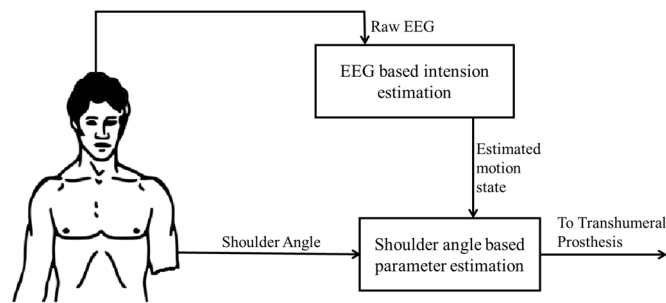 Raw EEG
EEG based intension
estimation
Estimated
motion
state
Shoulder Angle
Shoulder angle based
parameter estimation
To Transhumeral
Prosthesis